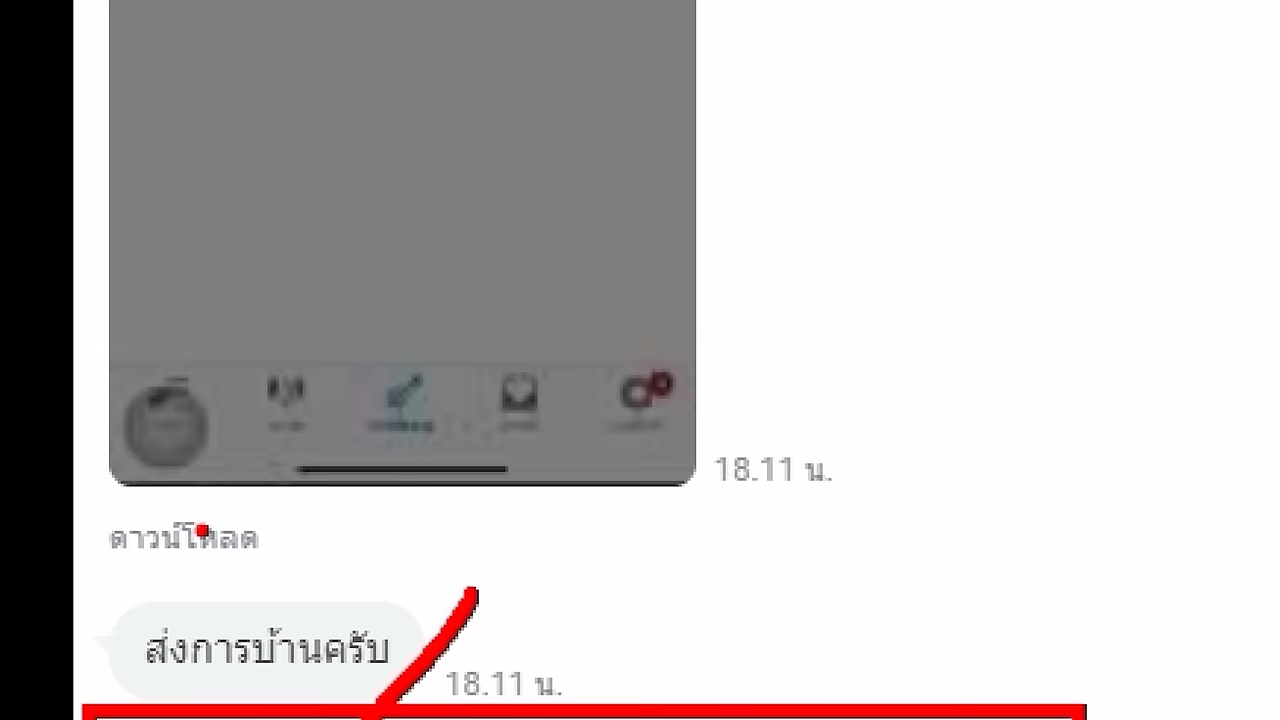 18.11 น.
ดาวน์โหลด
ส่งการบ้านครับ
18.11 น.